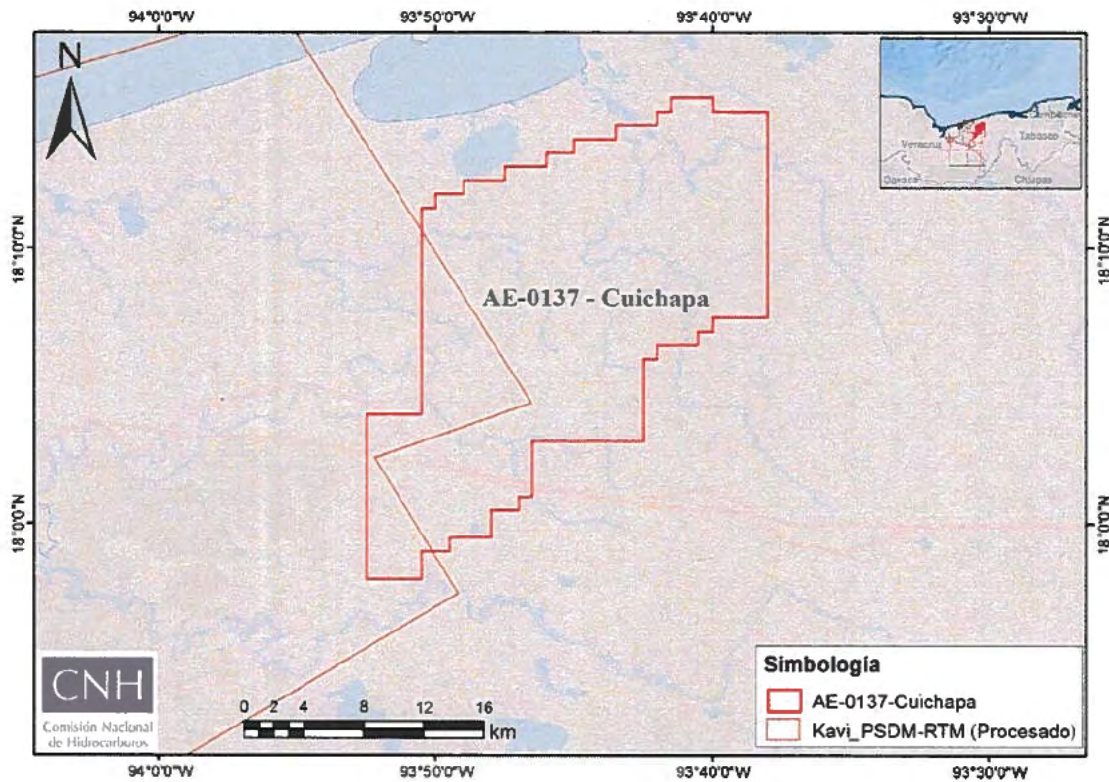 94°0'0"W 93°50'0"W 93°40'0"W 93°30'0"W
N
Veracruz
Tabasco
Oaxaca
Chiapas
18°10'0"N 18°10'0"N
AE-0137 - Cuichapa
18°0'0"N 18°0'0"N
Simbología
AE-0137-Cuichapa
Kavi_PSDM-RTM (Procesado)
CNH
Comisión Nacional
de Hidrocarburos
0 2 4 8 12 16
km
94°0'0"W 93°50'0"W 93°40'0"W 93°30'0"W